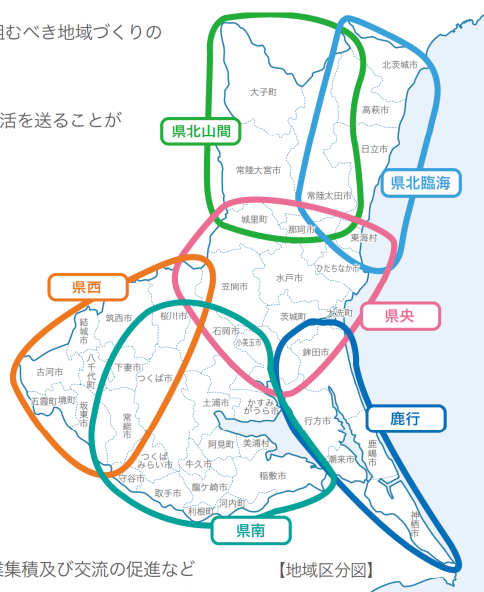 組むべき地域づくりの
活を送ることが
北茨城市
大子町
高萩市
県北山間
日立市
常陸大宮市
県北臨海
常陸太田市
城里町
那珂市
東海村
ひたちなか市
水戸市
笠間市
県西
桜川市
茨城町
大洗町
県央
筑西市
結城市
石岡市
小美玉市
鉾田市
八千代町
下妻市
古河市
つくば市
五霞町
境町
坂東市
土浦市
かすみ
がうら市
鹿行
常総市
行方市
阿見町
美浦村
鹿嶋市
つくば
みらい市
牛久市
潮来市
守谷市
稲敷市
取手市
龍ケ崎市
河内町
利根町
神栖市
県南
業集積及び交流の促進など
【地域区分図】